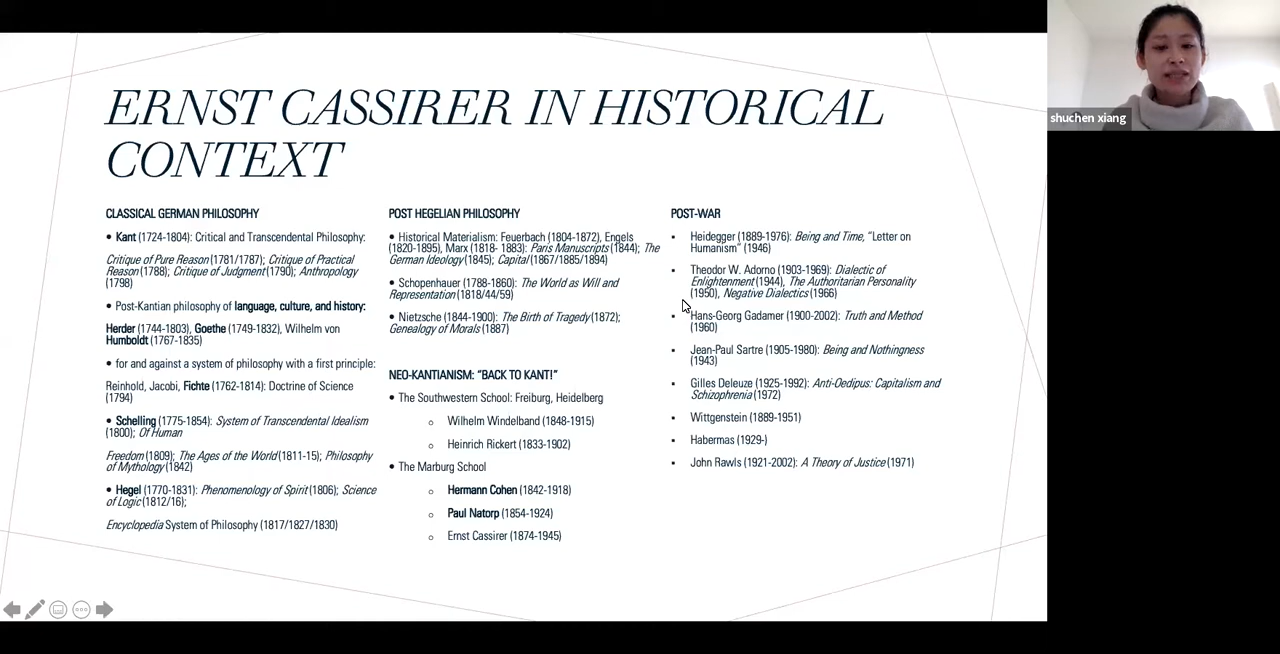 ERNST CASSIRER IN HISTORICAL
CONTEXT
CLASSICAL GERMAN PHILOSOPHY
• Kant (1724-1804): Critical and Transcendental Philosophy:
Critique of Pure Reason (1781/1787); Critique of Practical
Reason (1788); Critique of Judgment (1790); Anthropology
(1798)
• Post-Kantian philosophy of language, culture, and history:
Herder (1744-1803), Goethe (1749-1832), Wilhelm von
Humboldt (1767-1835)
• for and against a system of philosophy with a first principle:
Reinhold, Jacobi, Fichte (1762-1814): Doctrine of Science
(1794)
• Schelling (1775-1854): System of Transcendental Idealism
(1800); Of Human
Freedom (1809); The Ages of the World (1811-15); Philosophy
of Mythology (1842)
• Hegel (1770-1831): Phenomenology of Spirit (1806); Science
of Logic (1812/16);
Encyclopedia System of Philosophy (1817/1827/1830)
POST HEGELIAN PHILOSOPHY
• Historical Materialism: Feuerbach (1804-1872), Engels
(1820-1895), Marx (1818- 1883): Paris Manuscripts (1844); The
German Ideology (1845); Capital (1867/1885/1894)
• Schopenhauer (1788-1860): The World as Will and
Representation (1818/44/59)
• Nietzsche (1844-1900): The Birth of Tragedy (1872);
Genealogy of Morals (1887)
NEO-KANTIANISM: “BACK TO KANT!”
• The Southwestern School: Freiburg, Heidelberg
o Wilhelm Windelband (1848-1915)
o Heinrich Rickert (1833-1902)
• The Marburg School
o Hermann Cohen (1842-1918)
o Paul Natorp (1854-1924)
o Ernst Cassirer (1874-1945)
POST-WAR
▪ Heidegger (1889-1976): Being and Time, “Letter on
Humanism” (1946)
▪ Theodor W. Adorno (1903-1969): Dialectic of
Enlightenment (1944), The Authoritarian Personality
(1950), Negative Dialectics (1966)
▪ Hans-Georg Gadamer (1900-2002): Truth and Method
(1960)
▪ Jean-Paul Sartre (1905-1980): Being and Nothingness
(1943)
▪ Gilles Deleuze (1925-1992): Anti-Oedipus: Capitalism and
Schizophrenia (1972)
▪ Wittgenstein (1889-1951)
▪ Habermas (1929-)
▪ John Rawls (1921-2002): A Theory of Justice (1971)
shuchen xiang